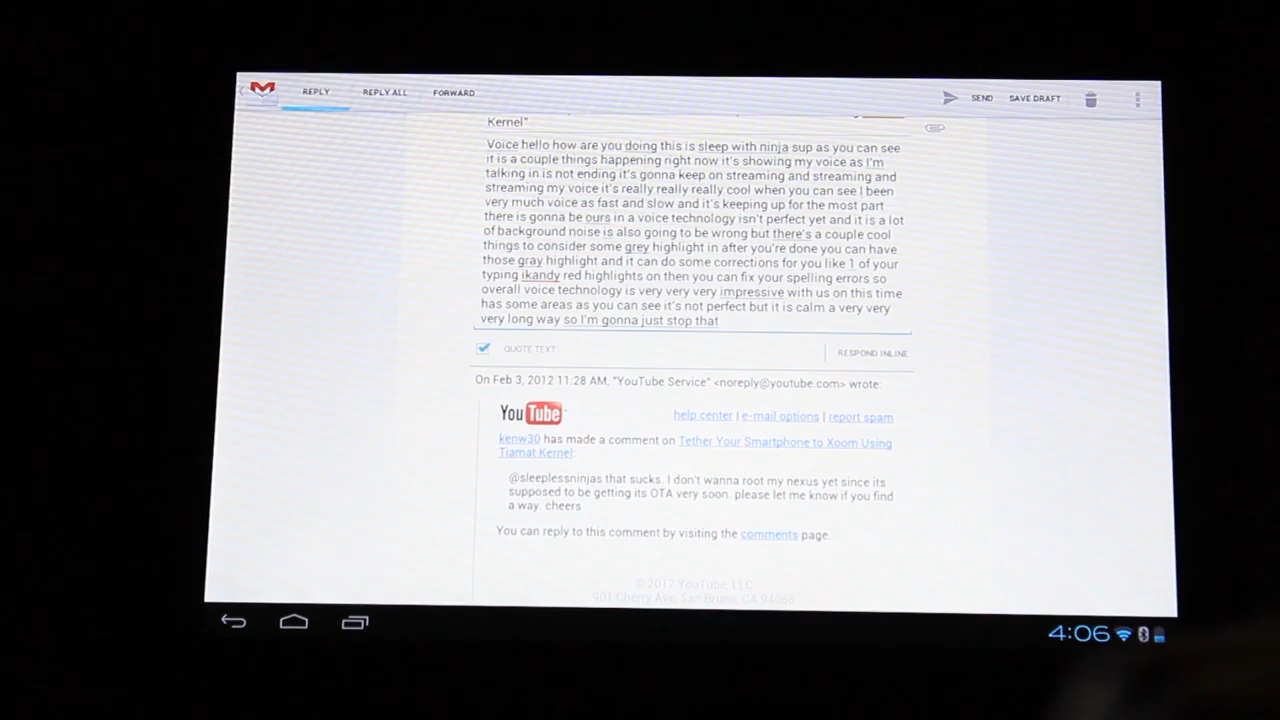 REPLY REPLY ALL FORWARD SEND SAVE DRAFT
Kernel"
Voice hello how are you doing this is sleep with ninja sup as you can see
it is a couple things happening right now it's showing my voice as I'm
talking in is not ending it's gonna keep on streaming and streaming and
streaming my voice it's really really really cool when you can see I been
very much voice as fast and slow and it's keeping up for the most part
there is gonna be ours in a voice technology isn't perfect yet and it is a lot
of background noise is also going to be wrong but there's a couple cool
things to consider some grey highlight in after you're done you can have
those gray highlight and it can do some corrections for you like 1 of your
typing ikandy red highlights on then you can fix your spelling errors so
overall voice technology is very very very impressive with us on this time
has some areas as you can see it's not perfect but it is calm a very very
very long way so I'm gonna just stop that
QUOTE TEXT RESPOND INLINE
On Feb 3, 2012 11:28 AM, "YouTube Service" <noreply@youtube.com> wrote:
YouTube help center | e-mail options | report spam
kenw30 has made a comment on Tether Your Smartphone to Xoom Using
Tiamat Kernel:
@sleeplessninjas that sucks. I don't wanna root my nexus yet since its
supposed to be getting its OTA very soon. please let me know if you find
a way. cheers
You can reply to this comment by visiting the comments page.
© 2012 YouTube, LLC
901 Cherry Ave, San Bruno, CA 94066
4:06